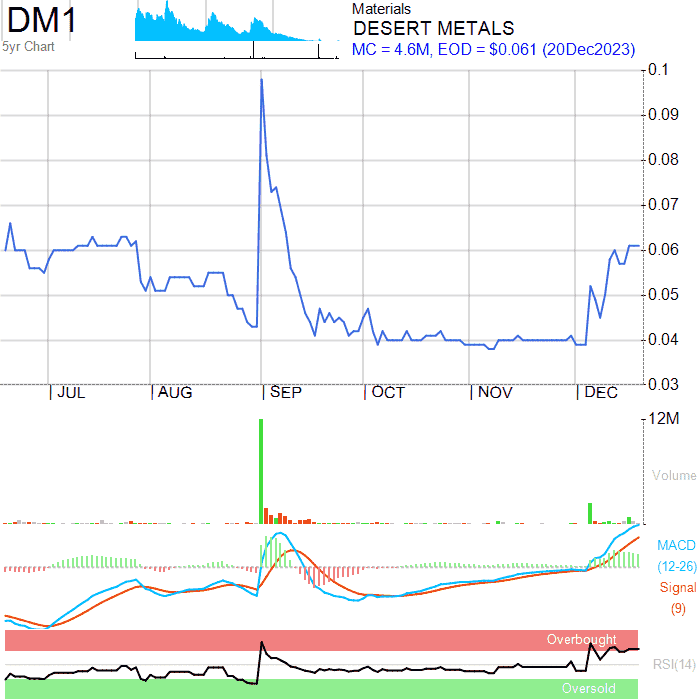 DM1
5yr Chart
Materials
DESERT METALS
MC = 4.6M, EOD = $0.061 (20Dec2023)
0.1
0.09
0.08
0.07
0.06
0.05
0.04
0.03
JUL AUG SEP OCT NOV DEC
12M
Volume
MACD
(12-26)
Signal
(9)
Overbought
RSI(14)
Oversold